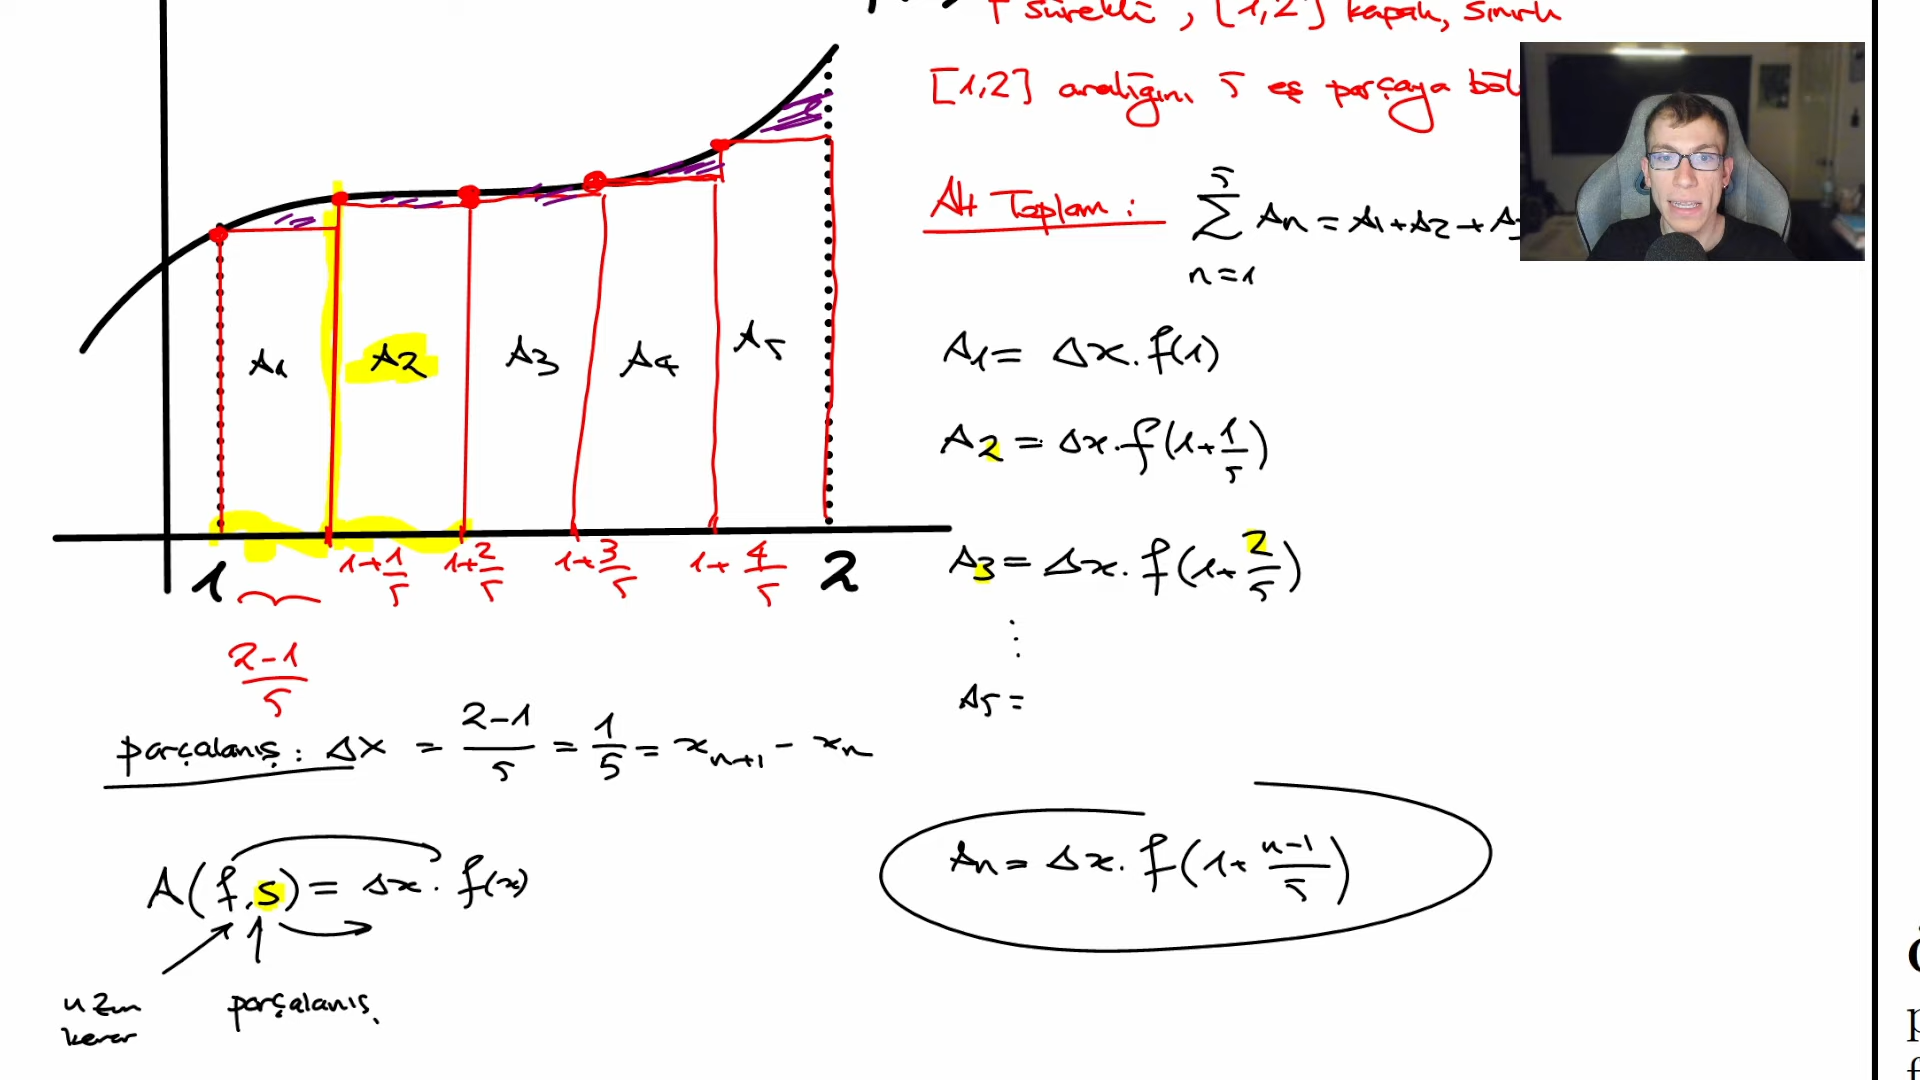 f sürekli, [1,2] kapalı, sınırlı
[1,2] aralığını 5 eş parçaya böl
Alt Toplam:
5
∑ An = A1+A2+A3
n=1
A1 A2 A3 A4 A5
A1 = Δx.f(1)
A2 = Δx.f(1+1/5)
A3 = Δx.f(1+2/5)
⋮
A5 =
1 1+1/5 1+2/5 1+3/5 1+4/5 2
2-1/5
parçalanış: Δx = 2-1/5 = 1/5 = x_{n+1} - x_n
A(f,s) = Δx.f(x)
An = Δx.f(1+n-1/5)
uzun parçalanış
kenar